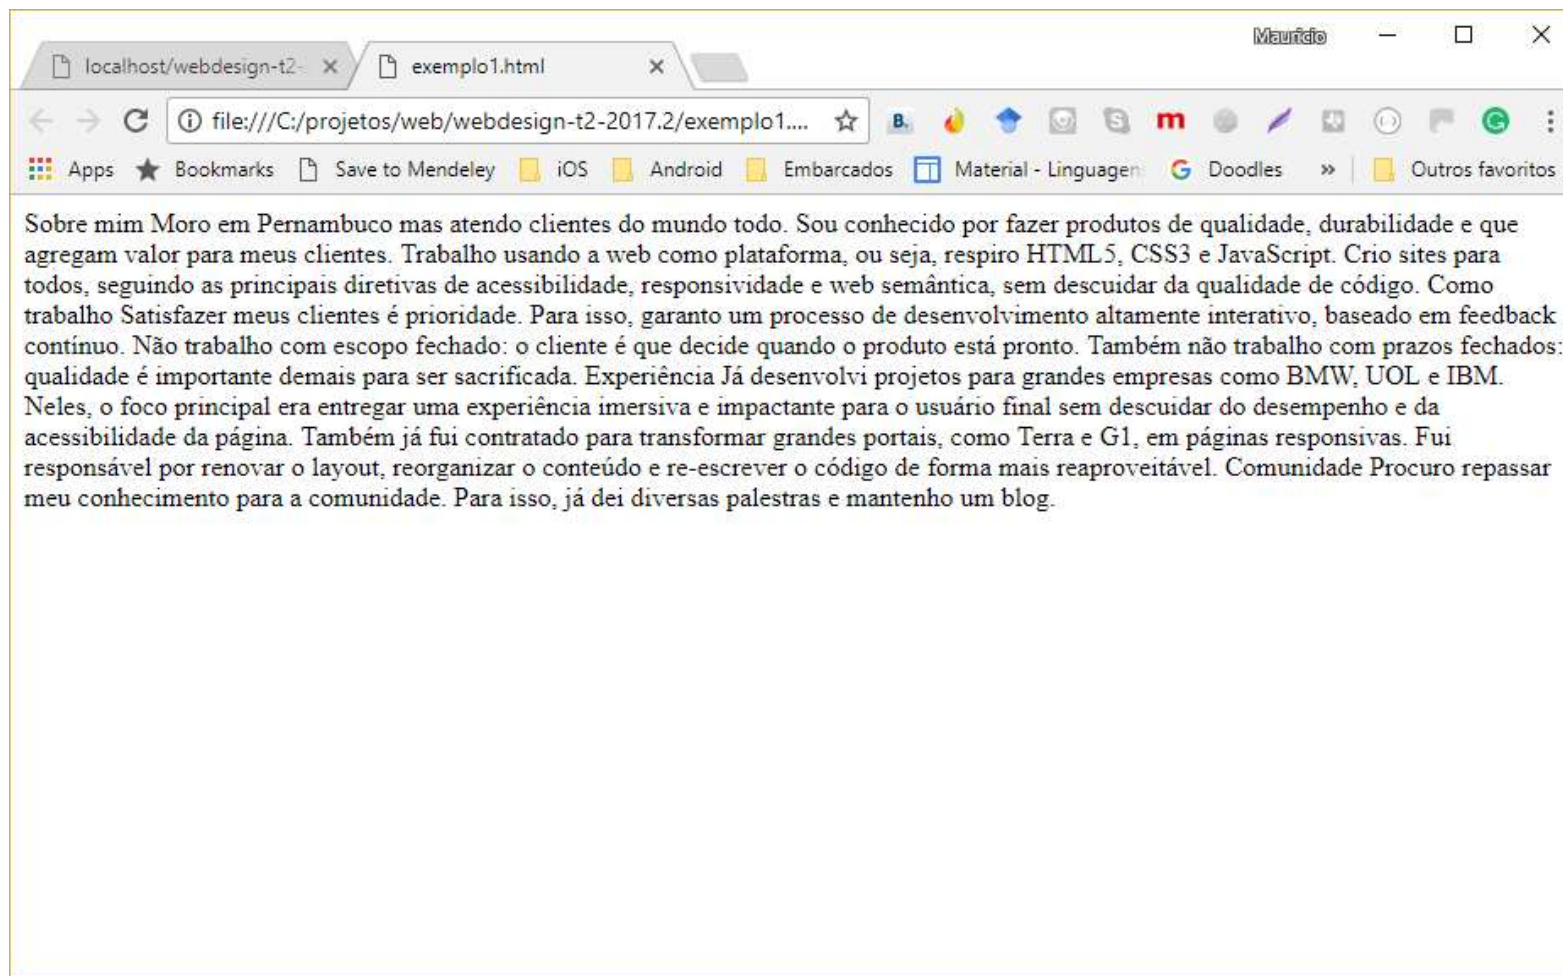 Mauricio
localhost/webdesign-t2-
exemplo1.html
file:///C:/projetos/web/webdesign-t2-2017.2/exemplo1....
B.
m
Apps Bookmarks Save to Mendeley iOS Android Embarcados Material - Linguagen Doodles » Outros favoritos
Sobre mim Moro em Pernambuco mas atendo clientes do mundo todo. Sou conhecido por fazer produtos de qualidade, durabilidade e que
agregam valor para meus clientes. Trabalho usando a web como plataforma, ou seja, respiro HTML5, CSS3 e JavaScript. Crio sites para
todos, seguindo as principais diretivas de acessibilidade, responsividade e web semântica, sem descuidar da qualidade de código. Como
trabalho Satisfazer meus clientes é prioridade. Para isso, garanto um processo de desenvolvimento altamente interativo, baseado em feedback
contínuo. Não trabalho com escopo fechado: o cliente é que decide quando o produto está pronto. Também não trabalho com prazos fechados:
qualidade é importante demais para ser sacrificada. Experiência Já desenvolvi projetos para grandes empresas como BMW, UOL e IBM.
Neles, o foco principal era entregar uma experiência imersiva e impactante para o usuário final sem descuidar do desempenho e da
acessibilidade da página. Também já fui contratado para transformar grandes portais, como Terra e G1, em páginas responsivas. Fui
responsável por renovar o layout, reorganizar o conteúdo e re-escrever o código de forma mais reaproveitável. Comunidade Procuro repassar
meu conhecimento para a comunidade. Para isso, já dei diversas palestras e mantenho um blog.